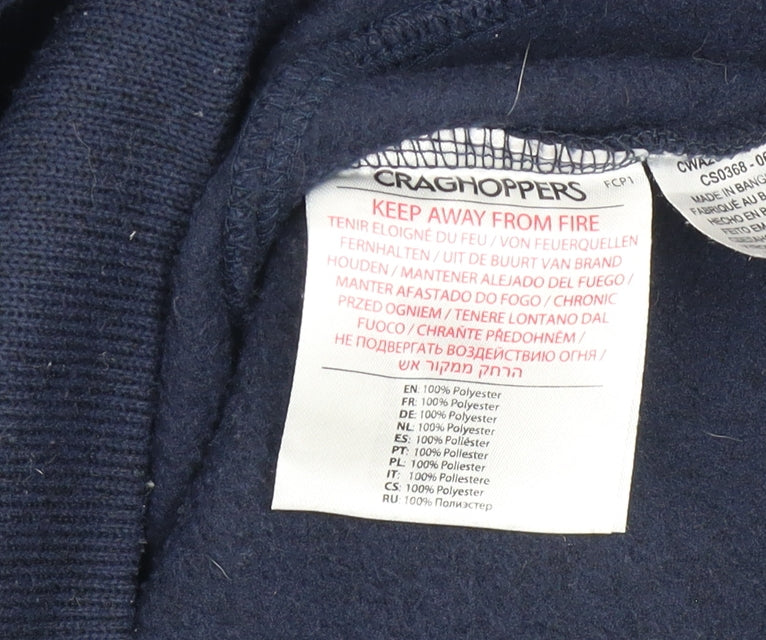 CRAGHOPPERS FCP1
KEEP AWAY FROM FIRE
TENIR ELOIGNÉ DU FEU / VON FEUERQUELLEN
FERNHALTEN / UIT DE BUURT VAN BRAND
HOUDEN / MANTENER ALEJADO DEL FUEGO /
MANTER AFASTADO DO FOGO / CHRONIC
PRZED OGNIEM / TENERE LONTANO DAL
FUOCO / CHRAŇTE PŘEDOHNĚM /
НЕ ПОДВЕРГАТЬ ВОЗДЕЙСТВИЮ ОГНЯ /
הרחק ממקור אש
EN: 100% Polyester
FR: 100% Polyester
DE: 100% Polyester
NL: 100% Polyester
ES: 100% Poliéster
PT: 100% Poliéster
PL: 100% Poliester
IT: 100% Poliestere
CS: 100% Polyester
RU: 100% Полиэстер
CS0368 - 
MADE IN
FABRIQUÉ AU
HECHO EN
FEITO EM